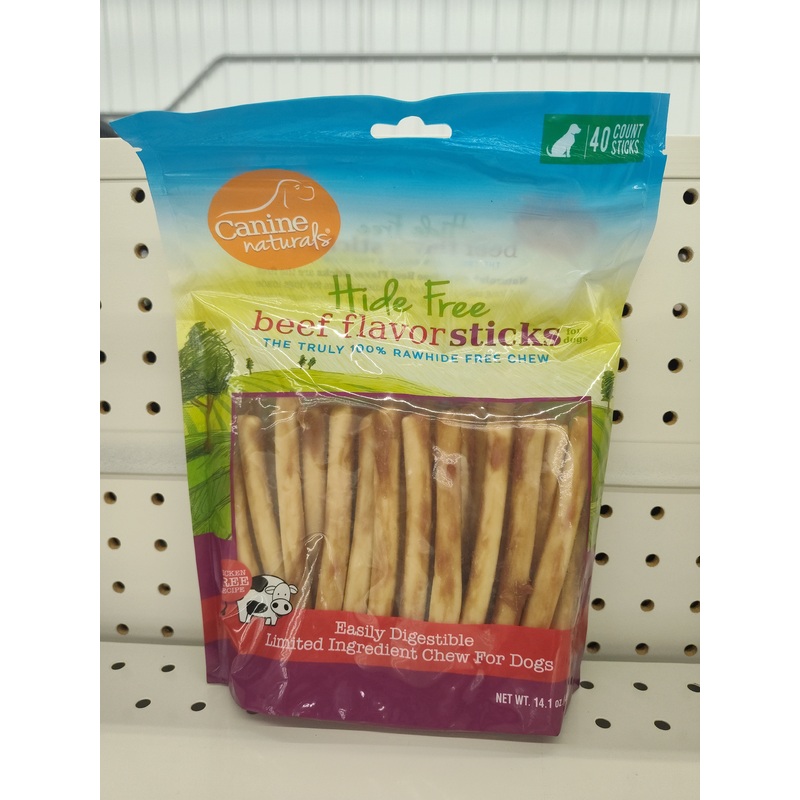 40 COUNT
STICKS
Canine
naturals
Hide Free
beef flavor sticks for
dogs
THE TRULY 100% RAWHIDE FREE CHEW
REE
Easily Digestible
Limited Ingredient Chew For Dogs
NET WT. 14.1 oz